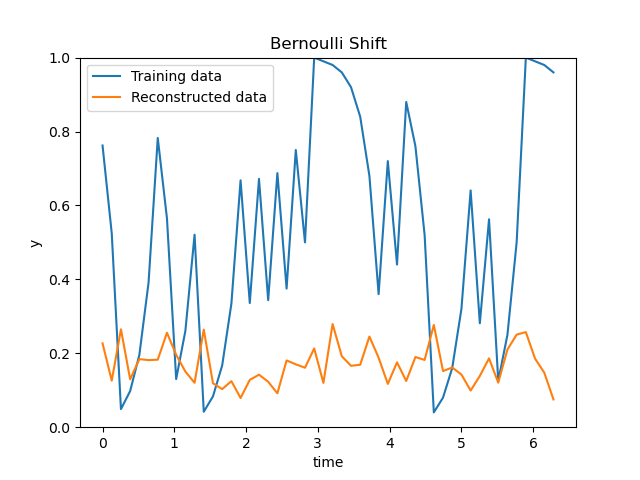 Bernoulli Shift
Training data
Reconstructed data
1.0
0.8
0.6
0.4
0.2
0.0
y
0 1 2 3 4 5 6
time